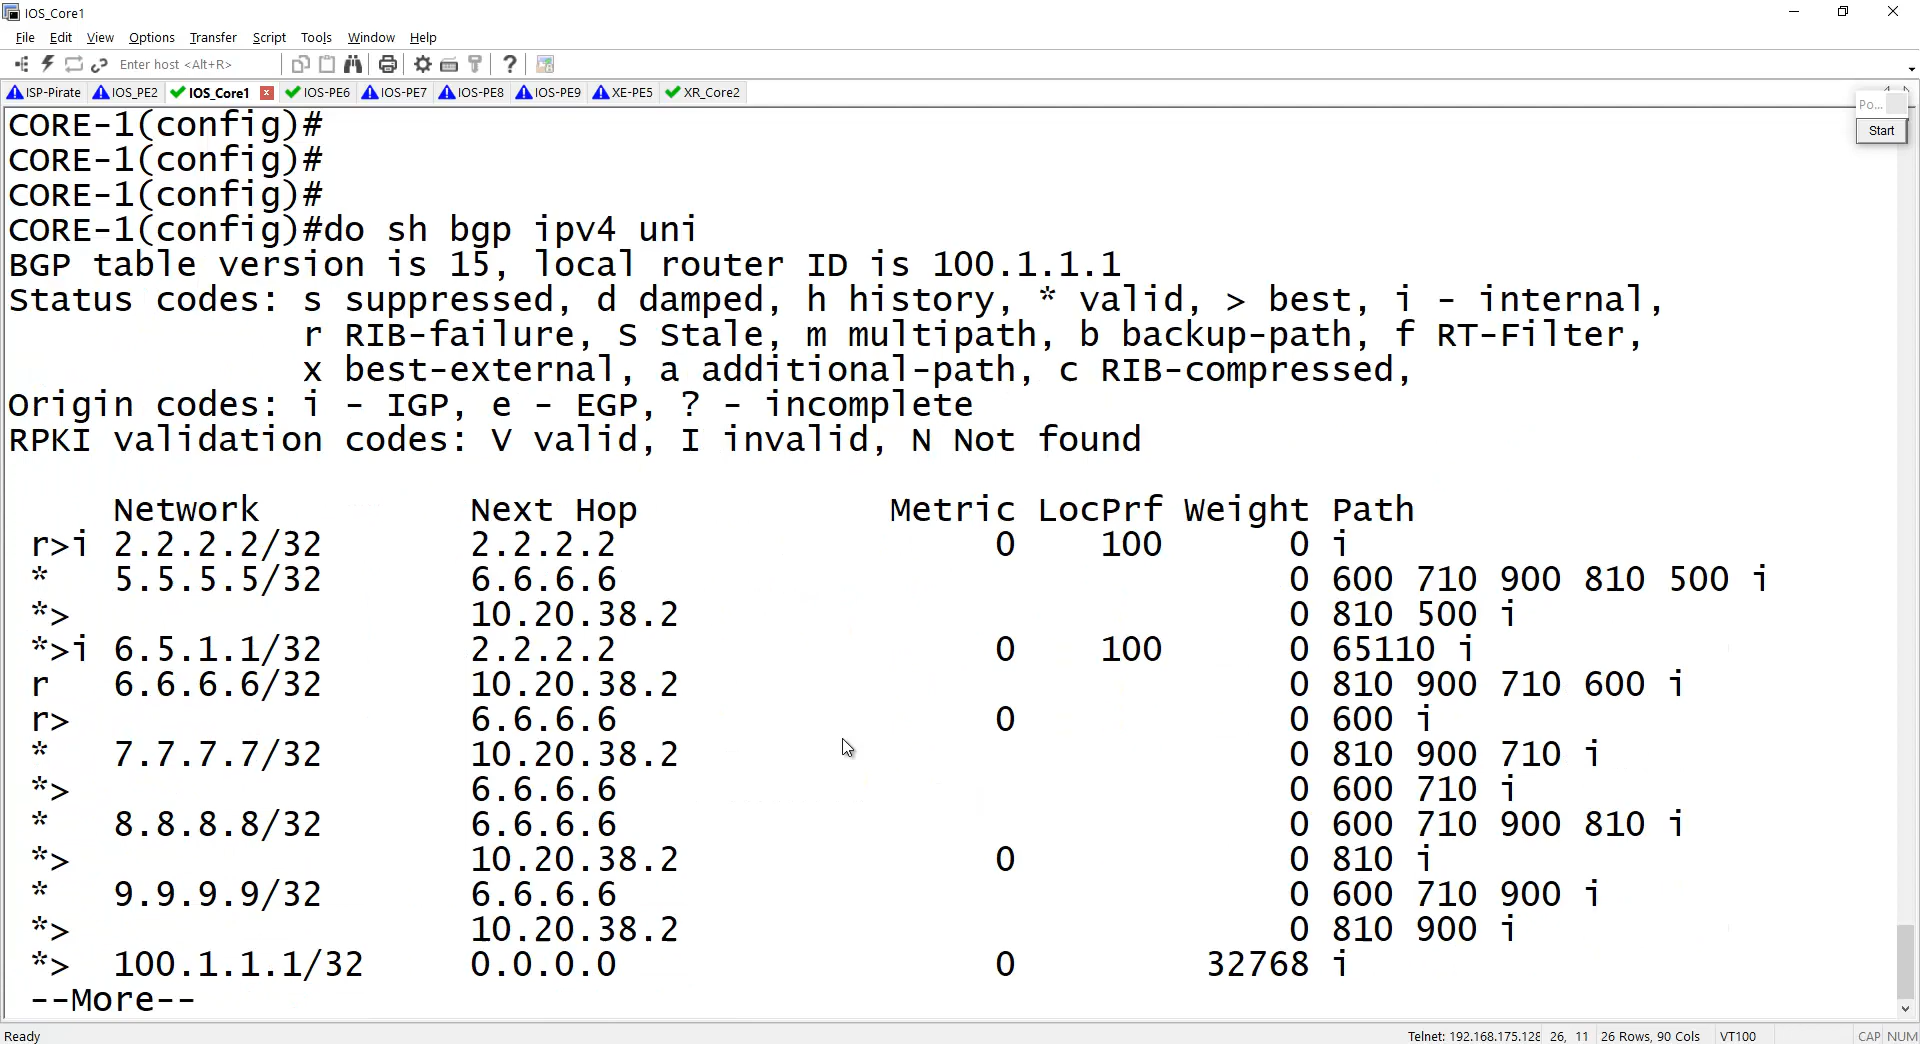 IOS_Core1
File Edit View Options Transfer Script Tools Window Help
Enter host <Alt+R>
ISP-Pirate IOS_PE2 IOS_Core1 IOS-PE6 IOS-PE7 IOS-PE8 IOS-PE9 XE-PE5 XR_Core2
Po...
Start
CORE-1(config)#
CORE-1(config)#
CORE-1(config)#
CORE-1(config)#do sh bgp ipv4 uni
BGP table version is 15, local router ID is 100.1.1.1
Status codes: s suppressed, d damped, h history, * valid, > best, i - internal,
r RIB-failure, S Stale, m multipath, b backup-path, f RT-Filter,
x best-external, a additional-path, c RIB-compressed,
Origin codes: i - IGP, e - EGP, ? - incomplete
RPKI validation codes: V valid, I invalid, N Not found
Network Next Hop Metric LocPrf Weight Path
r>i 2.2.2.2/32 2.2.2.2 0 100 0 i
* 5.5.5.5/32 6.6.6.6 0 600 710 900 810 500 i
*> 10.20.38.2 0 810 500 i
*>i 6.5.1.1/32 2.2.2.2 0 100 0 65110 i
r 6.6.6.6/32 10.20.38.2 0 810 900 710 600 i
r> 6.6.6.6 0 0 600 i
* 7.7.7.7/32 10.20.38.2 0 810 900 710 i
*> 6.6.6.6 0 600 710 i
* 8.8.8.8/32 6.6.6.6 0 600 710 900 810 i
*> 10.20.38.2 0 0 810 i
* 9.9.9.9/32 6.6.6.6 0 600 710 900 i
*> 10.20.38.2 0 810 900 i
*> 100.1.1.1/32 0.0.0.0 0 32768 i
--More--
Ready Telnet: 192.168.175.128 26, 11 26 Rows, 90 Cols VT100 CAP NUM